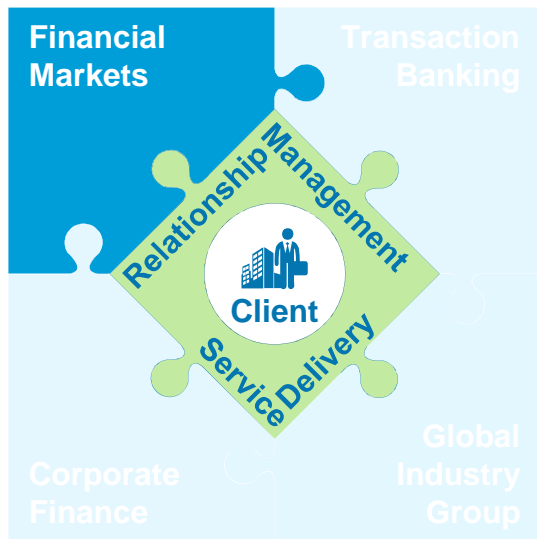 Financial
Markets
Transaction
Banking
Relationship
Management
Client
Service
Delivery
Corporate
Finance
Global
Industry
Group